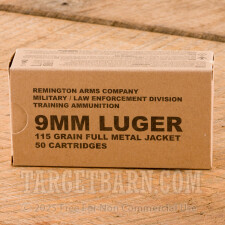 REMINGTON ARMS COMPANY
MILITARY / LAW ENFORCEMENT DIVISION
TRAINING AMMUNITION
9MM LUGER
115 GRAIN FULL METAL JACKET
50 CARTRIDGES
TARGETBARN.COM